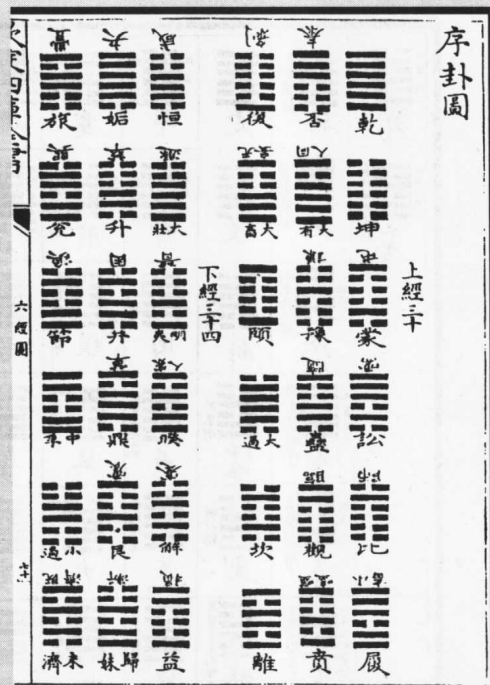 序卦圖
上經三十
乾
坤
屯
蒙
需
訟
師
比
小畜
履
泰
否
同人
大有
謙
豫
隨
蠱
臨
觀
噬嗑
賁
剝
復
无妄
大畜
頤
大過
坎
離
下經三十四
咸
恒
遯
大壯
晉
明夷
家人
睽
蹇
解
損
益
夬
姤
萃
升
困
井
革
鼎
震
艮
漸
歸妹
豐
旅
巽
兌
渙
節
中孚
小過
既濟
未濟
六經圖